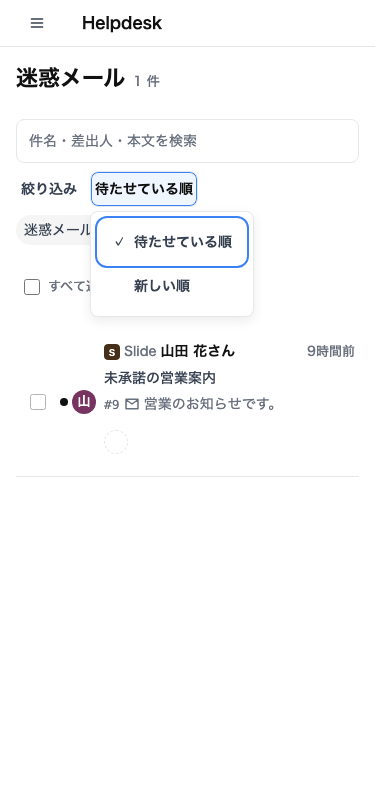 Helpdesk
迷惑メール 1 件
件名・差出人・本文を検索
絞り込み 待たせている順
迷惑メール
✓ 待たせている順
新しい順
すべて
S Slide 山田 花さん 9時間前
未承諾の営業案内
山
#9 営業のお知らせです。